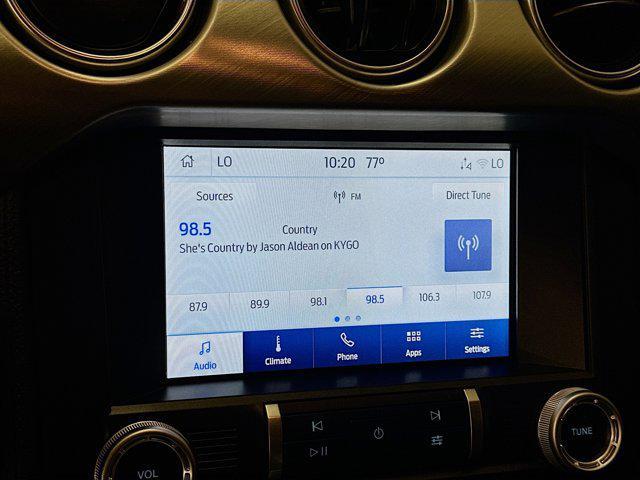 LO 10:20 77° LO
Sources FM Direct Tune
98.5 Country
She's Country by Jason Aldean on KYGO
87.9 89.9 98.1 98.5 106.3 107.9
Audio Climate Phone Apps Settings
VOL TUNE